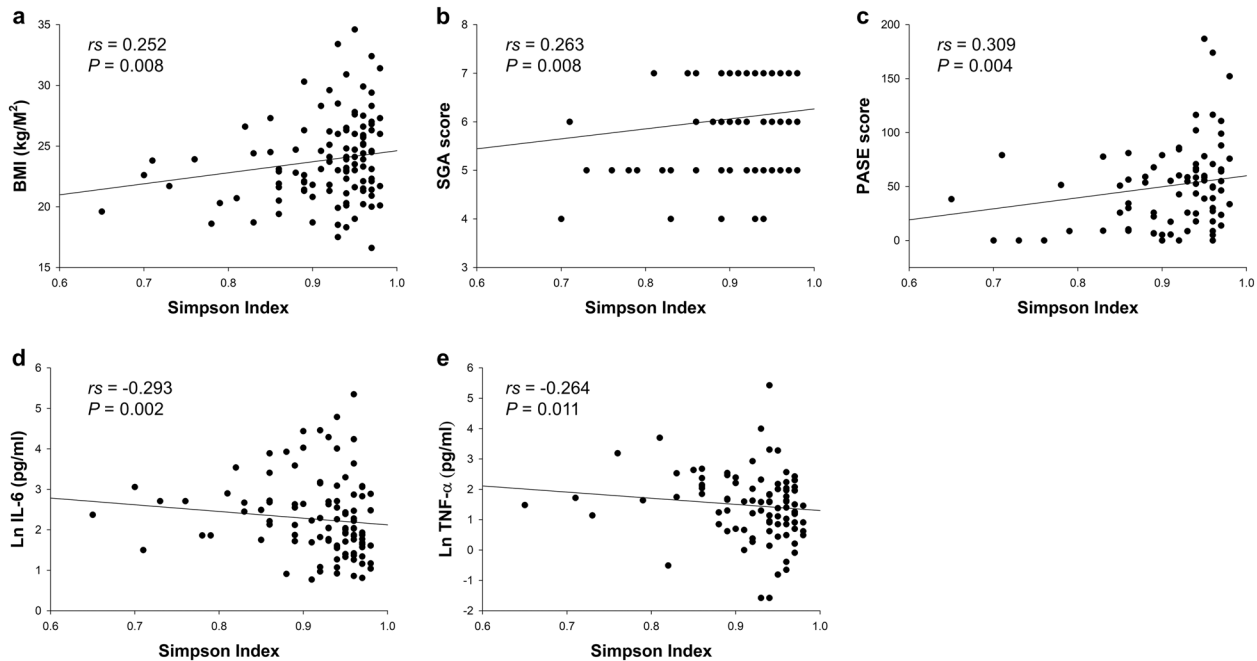 a
rs = 0.252
P = 0.008
BMI (kg/M²)
35
30
25
20
15
0.6 0.7 0.8 0.9 1.0
Simpson Index
b
rs = 0.263
P = 0.008
SGA score
8
7
6
5
4
3
0.6 0.7 0.8 0.9 1.0
Simpson Index
c
rs = 0.309
P = 0.004
PASE score
200
150
100
50
0
0.6 0.7 0.8 0.9 1.0
Simpson Index
d
rs = -0.293
P = 0.002
Ln IL-6 (pg/ml)
6
5
4
3
2
1
0
0.6 0.7 0.8 0.9 1.0
Simpson Index
e
rs = -0.264
P = 0.011
Ln TNF-α (pg/ml)
6
5
4
3
2
1
0
-1
-2
0.6 0.7 0.8 0.9 1.0
Simpson Index